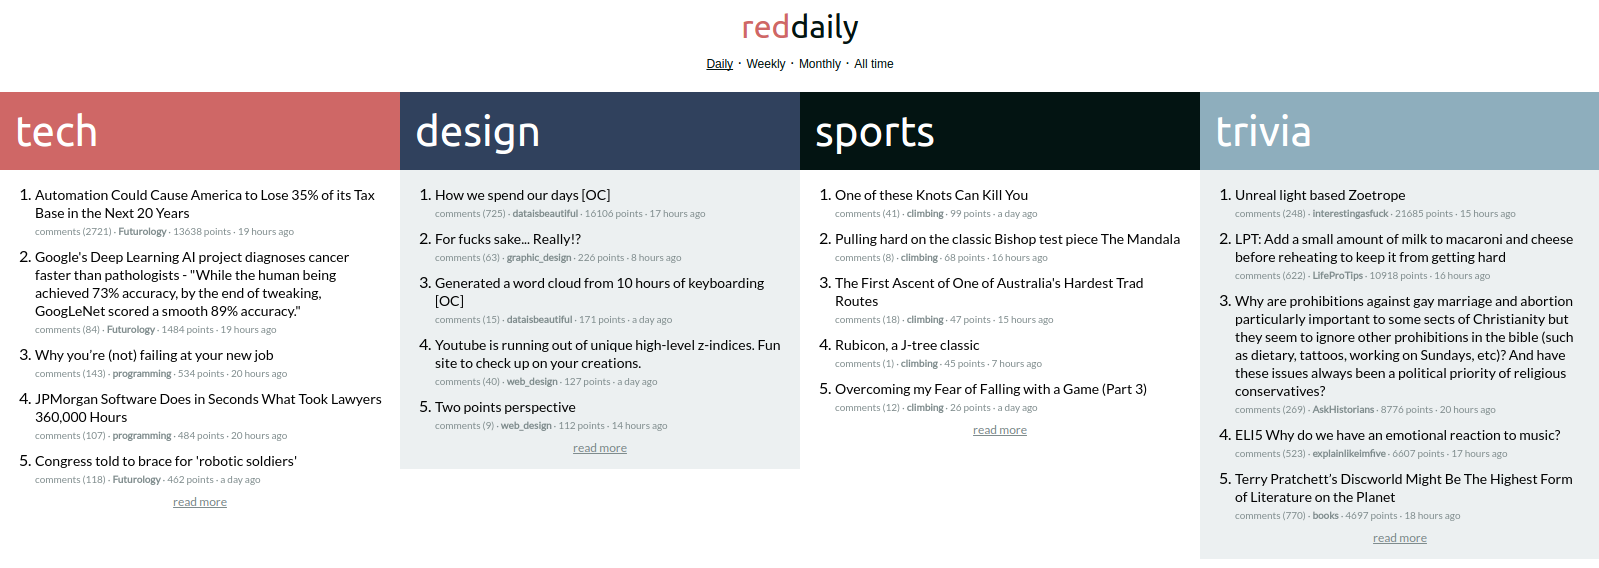 reddaily
Daily · Weekly · Monthly · All time
tech
1. Automation Could Cause America to Lose 35% of its Tax
Base in the Next 20 Years
comments (2721) · Futurology · 13638 points · 19 hours ago
2. Google's Deep Learning AI project diagnoses cancer
faster than pathologists - "While the human being
achieved 73% accuracy, by the end of tweaking,
GoogLeNet scored a smooth 89% accuracy."
comments (84) · Futurology · 1484 points · 19 hours ago
3. Why you’re (not) failing at your new job
comments (143) · programming · 534 points · 20 hours ago
4. JPMorgan Software Does in Seconds What Took Lawyers
360,000 Hours
comments (107) · programming · 484 points · 20 hours ago
5. Congress told to brace for 'robotic soldiers'
comments (118) · Futurology · 462 points · a day ago
read more
design
1. How we spend our days [OC]
comments (725) · dataisbeautiful · 16106 points · 17 hours ago
2. For fucks sake... Really!?
comments (63) · graphic_design · 226 points · 8 hours ago
3. Generated a word cloud from 10 hours of keyboarding
[OC]
comments (15) · dataisbeautiful · 171 points · a day ago
4. Youtube is running out of unique high-level z-indices. Fun
site to check up on your creations.
comments (40) · web_design · 127 points · a day ago
5. Two points perspective
comments (9) · web_design · 112 points · 14 hours ago
read more
sports
1. One of these Knots Can Kill You
comments (41) · climbing · 99 points · a day ago
2. Pulling hard on the classic Bishop test piece The Mandala
comments (8) · climbing · 68 points · 16 hours ago
3. The First Ascent of One of Australia's Hardest Trad
Routes
comments (18) · climbing · 47 points · 15 hours ago
4. Rubicon, a J-tree classic
comments (1) · climbing · 45 points · 7 hours ago
5. Overcoming my Fear of Falling with a Game (Part 3)
comments (12) · climbing · 26 points · a day ago
read more
trivia
1. Unreal light based Zoetrope
comments (248) · interestingasfuck · 21685 points · 15 hours ago
2. LPT: Add a small amount of milk to macaroni and cheese
before reheating to keep it from getting hard
comments (622) · LifeProTips · 10918 points · 16 hours ago
3. Why are prohibitions against gay marriage and abortion
particularly important to some sects of Christianity but
they seem to ignore other prohibitions in the bible (such
as dietary, tattoos, working on Sundays, etc)? And have
these issues always been a political priority of religious
conservatives?
comments (269) · AskHistorians · 8776 points · 20 hours ago
4. ELI5 Why do we have an emotional reaction to music?
comments (523) · explainlikeimfive · 6607 points · 17 hours ago
5. Terry Pratchett’s Discworld Might Be The Highest Form
of Literature on the Planet
comments (770) · books · 4697 points · 18 hours ago
read more